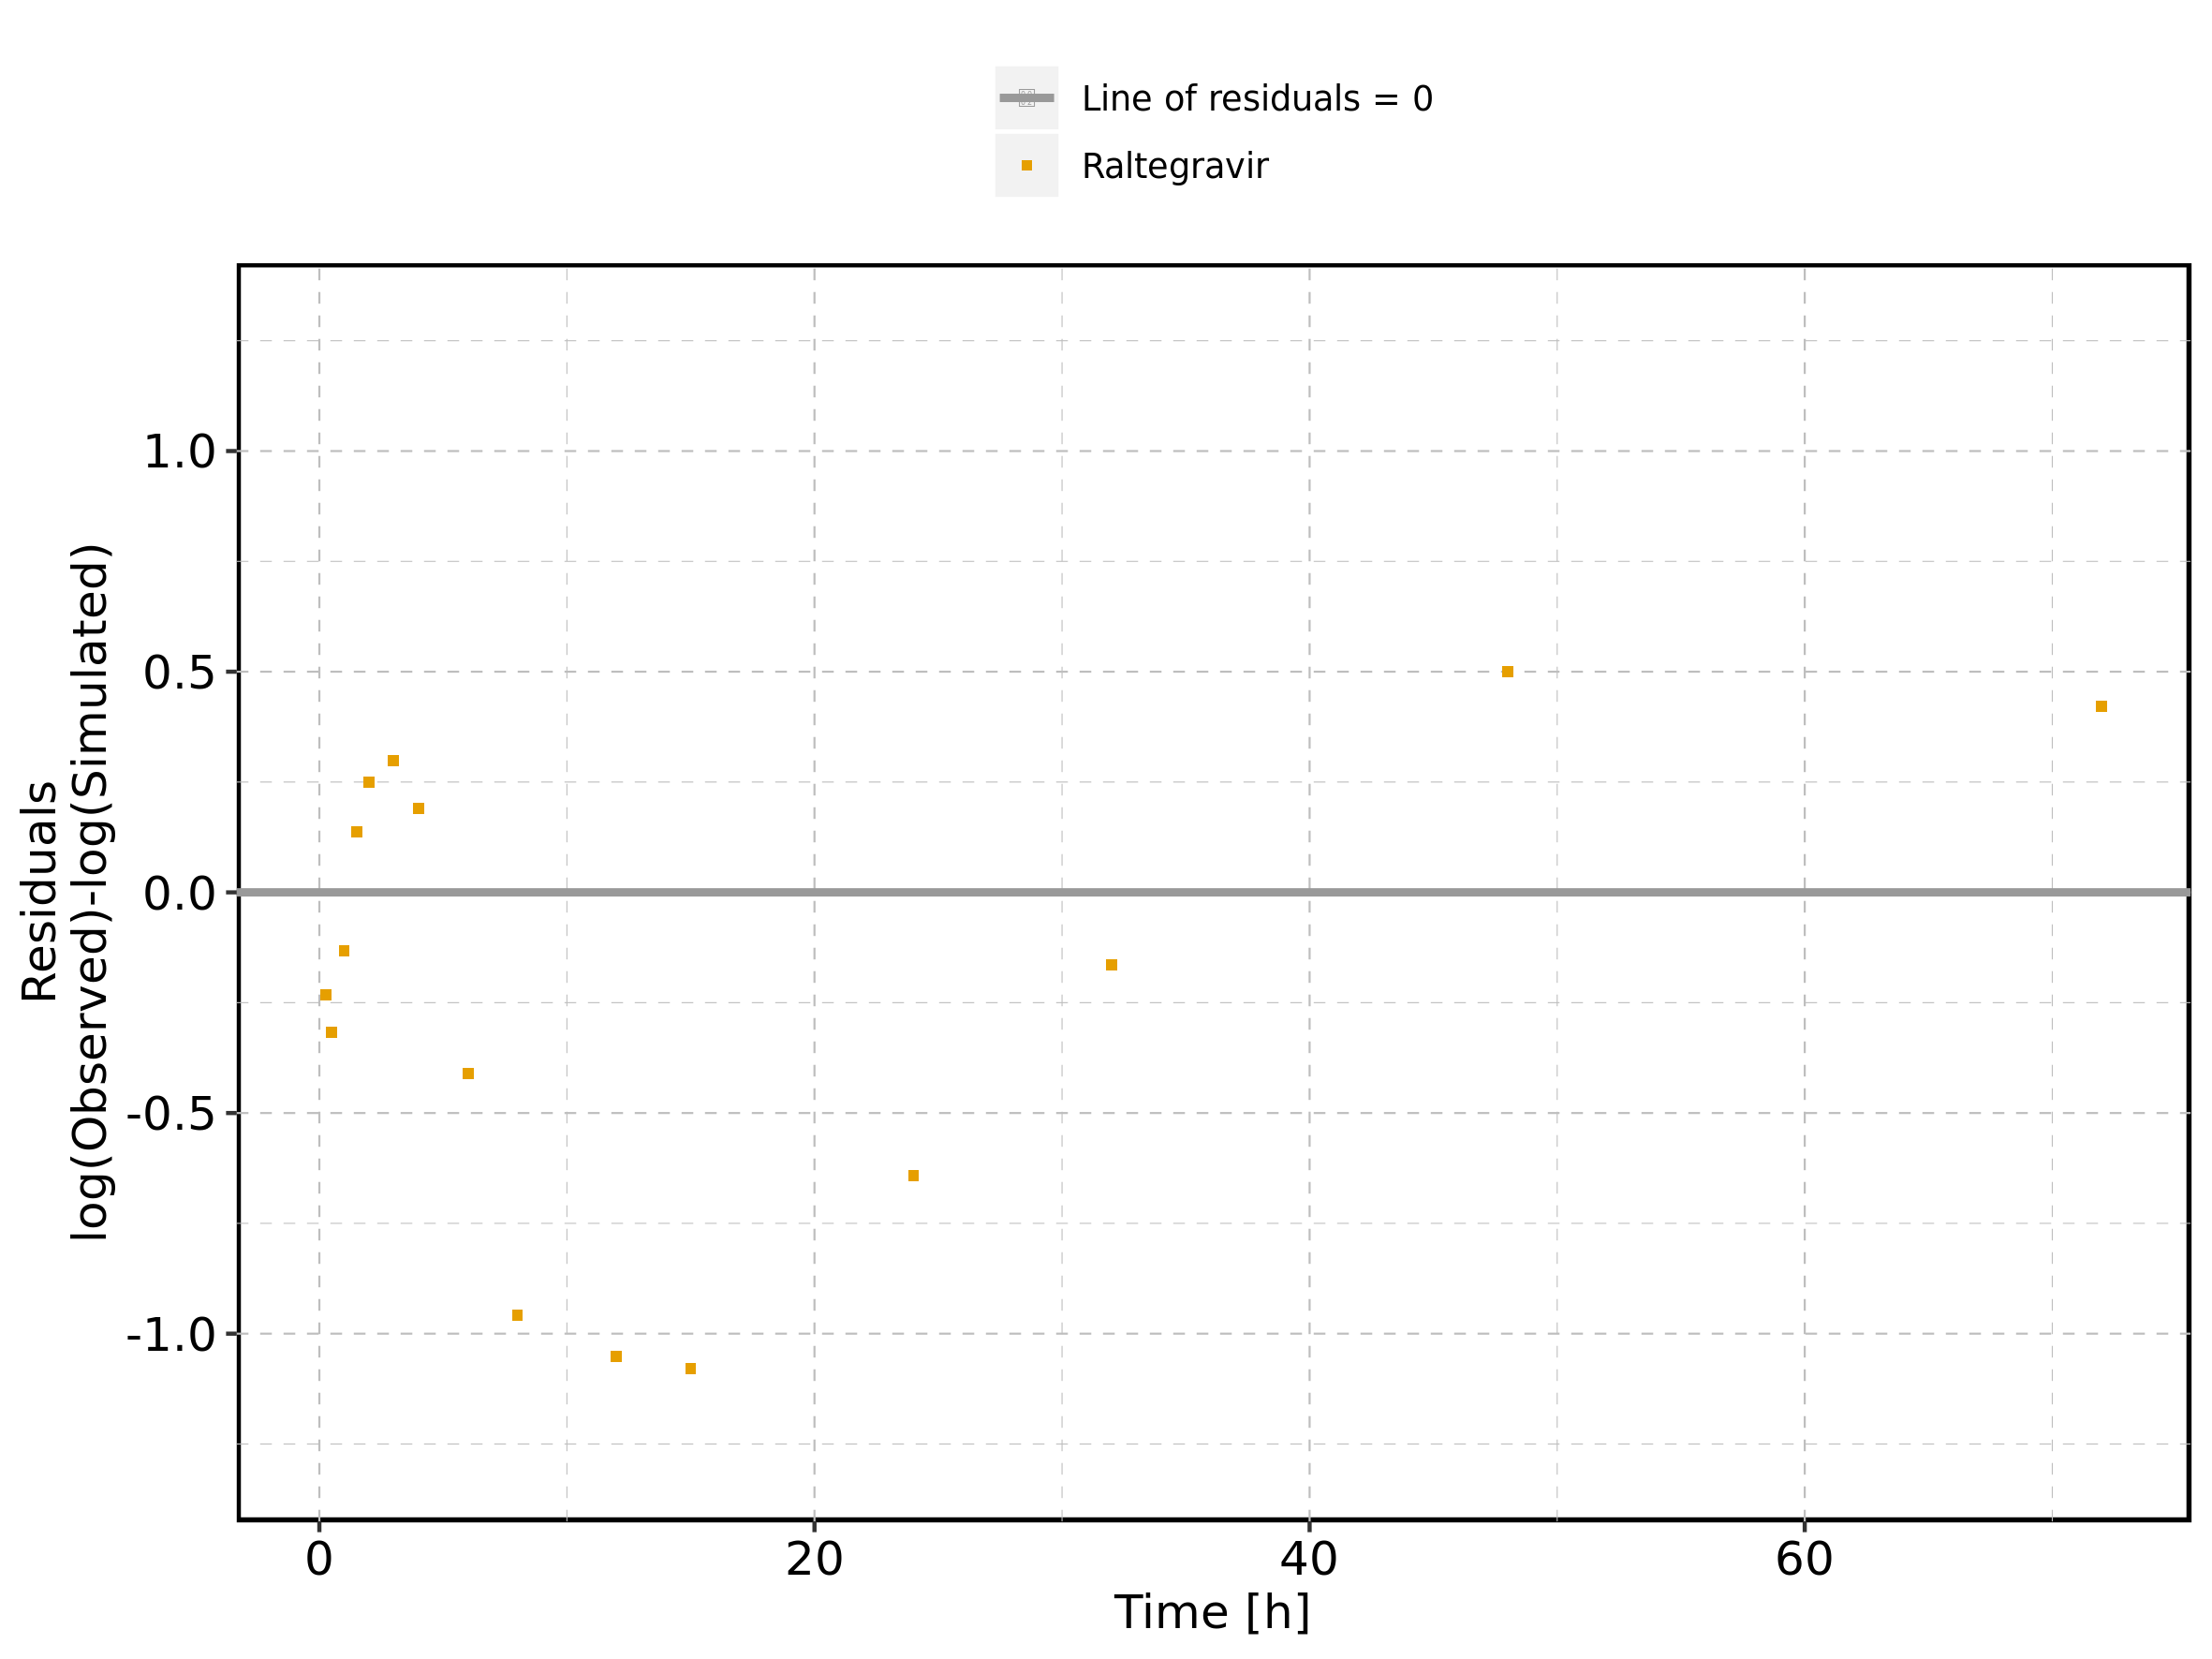 Line of residuals = 0
Raltegravir
Residuals
log(Observed)-log(Simulated)
1.0
0.5
0.0
-0.5
-1.0
0
20
40
60
Time [h]